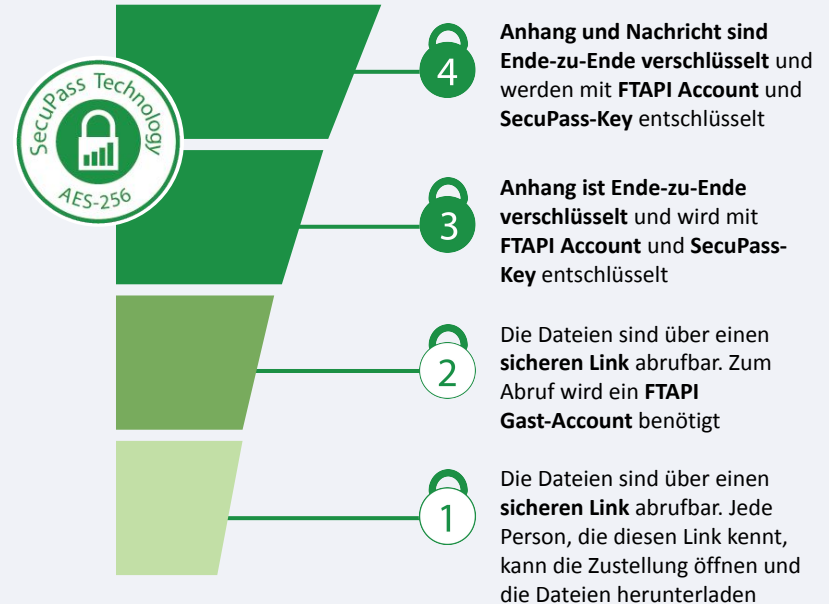 SecuPass Technology
AES-256
4
Anhang und Nachricht sind
Ende-zu-Ende verschlüsselt und
werden mit FTAPI Account und
SecuPass-Key entschlüsselt
3
Anhang ist Ende-zu-Ende
verschlüsselt und wird mit
FTAPI Account und SecuPass-
Key entschlüsselt
2
Die Dateien sind über einen
sicheren Link abrufbar. Zum
Abruf wird ein FTAPI
Gast-Account benötigt
1
Die Dateien sind über einen
sicheren Link abrufbar. Jede
Person, die diesen Link kennt,
kann die Zustellung öffnen und
die Dateien herunterladen